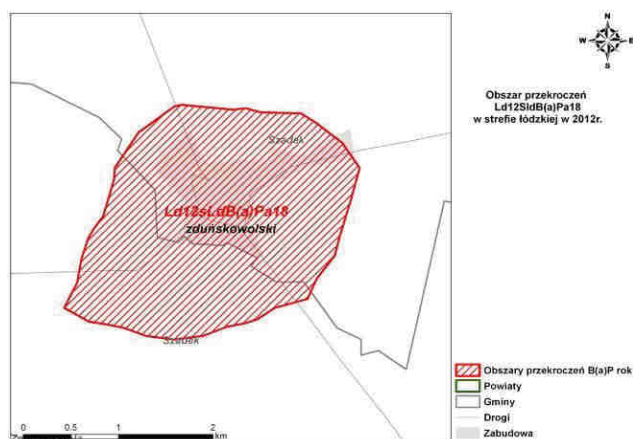 N
W E
S
Obszar przekroczeń
Ld12SldB(a)Pa18
w strefie łódzkiej w 2012r.
Szadek
Ld12sLdB(a)Pa18
zduńskowolski
Szadek
Obszary przekroczeń B(a)P rok
Powiaty
Gminy
Drogi
Zabudowa
0 0.5 1 2
km